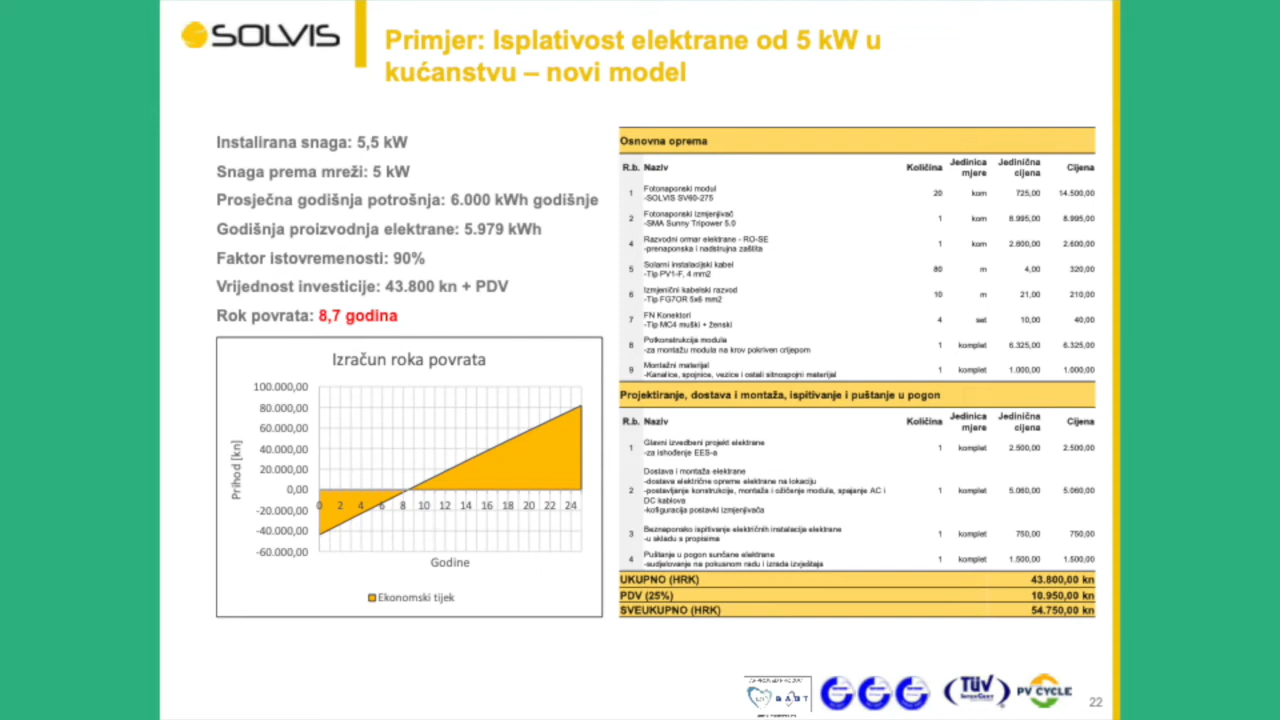 SOLVIS
Primjer: Isplativost elektrane od 5 kW u
kućanstvu – novi model
Instalirana snaga: 5,5 kW
Snaga prema mreži: 5 kW
Prosječna godišnja potrošnja: 6.000 kWh godišnje
Godišnja proizvodnja elektrane: 5.979 kWh
Faktor istovremenosti: 90%
Vrijednost investicije: 43.800 kn + PDV
Rok povrata: 8,7 godina
Izračun roka povrata
100.000,00
80.000,00
60.000,00
40.000,00
20.000,00
0,00
-20.000,00
-40.000,00
-60.000,00
Prihod [kn]
0 2 4 6 8 10 12 14 16 18 20 22 24
Godine
Ekonomski tijek
Osnovna oprema
R.b. Naziv Količina Jedinica mjere Jedinična cijena Cijena
1 Fotonaponski modul 20 kom 725,00 14.500,00
-SOLVIS SV60-275
2 Fotonaponski izmjenjivač 1 kom 8.995,00 8.995,00
-SMA Sunny Tripower 5.0
4 Razvodni ormar elektrane - RO-SE 1 kom 2.600,00 2.600,00
-prenaponska i nadstrujna zaštita
5 Solarni instalacijski kabel 80 m 4,00 320,00
-Tip PV1-F, 4 mm2
6 Izmjenični kabelski razvod 10 m 21,00 210,00
-Tip FG7OR 5x6 mm2
7 FN Konektori 4 set 10,00 40,00
-Tip MC4 muški + ženski
8 Potkonstrukcija modula 1 komplet 6.325,00 6.325,00
-za montažu modula na krov pokriven crijepom
9 Montažni materijal 1 komplet 1.000,00 1.000,00
-Kanalice, spojnice, vezice i ostali sitnospojni materijal
Projektiranje, dostava i montaža, ispitivanje i puštanje u pogon
R.b. Naziv Količina Jedinica mjere Jedinična cijena Cijena
1 Glavni izvedbeni projekt elektrane 1 komplet 2.500,00 2.500,00
-za ishođenje EES-a
Dostava i montaža elektrane
-dostava električne opreme elektrane na lokaciju
2 -postavljanje konstrukcije, montaža i ožičenje modula, spajanje AC i 1 komplet 5.060,00 5.060,00
DC kablova
-kofiguracija postavki izmjenjivača
3 Beznaponsko ispitivanje električnih instalacija elektrane 1 komplet 750,00 750,00
-u skladu s propisima
4 Puštanje u pogon sunčane elektrane 1 komplet 1.500,00 1.500,00
-sudjelovanje na pokusnom radu i izrada izvještaja
UKUPNO (HRK) 43.800,00 kn
PDV (25%) 10.950,00 kn
SVEUKUPNO (HRK) 54.750,00 kn
TÜV
PV CYCLE
22